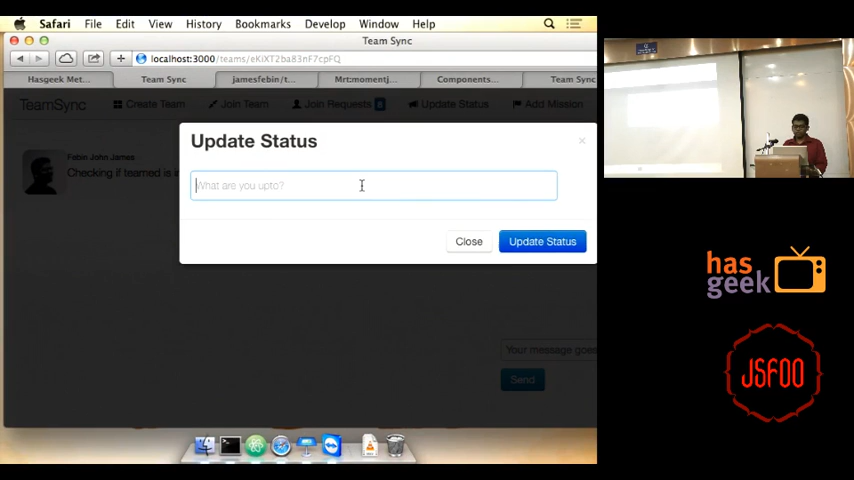 Safari File Edit View History Bookmarks Develop Window Help
Team Sync
localhost:3000/teams/eKiXT2ba83nF7cpFQ
Hasgeek Met... Team Sync jamesfebin/t... Mrt:momentj... Components... Team Sync
TeamSync Create Team Join Team Join Requests Update Status Add Mission
Update Status
×
Febin John James
Checking if teamed is in
What are you upto?
Close Update Status
Your message goes
Send
has
geek
JSFOO